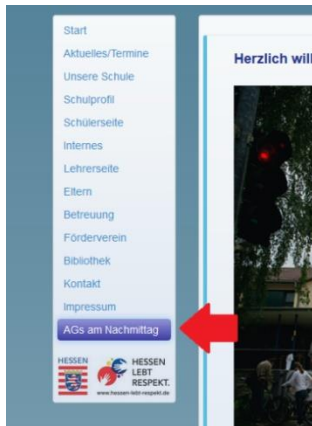 Start
Aktuelles/Termine
Unsere Schule
Schulprofil
Schülerseite
Internes
Lehrerseite
Eltern
Betreuung
Förderverein
Bibliothek
Kontakt
Impressum
AGs am Nachmittag
HESSEN
HESSEN
LEBT
RESPEKT.
www.hessen-lebt-respekt.de
Herzlich will